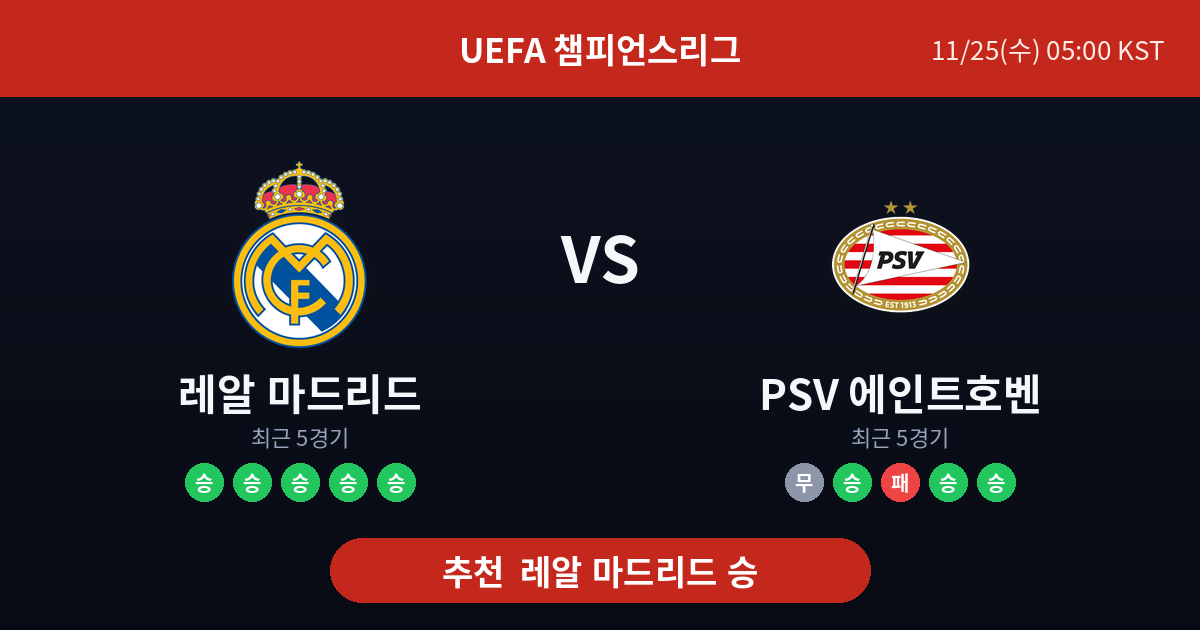 UEFA 챔피언스리그
11/25(수) 05:00 KST
VS
PSV
EST 1913
레알 마드리드
PSV 에인트호벤
최근 5경기
최근 5경기
승 승 승 승 승
무 승 패 승 승
추천 레알 마드리드 승